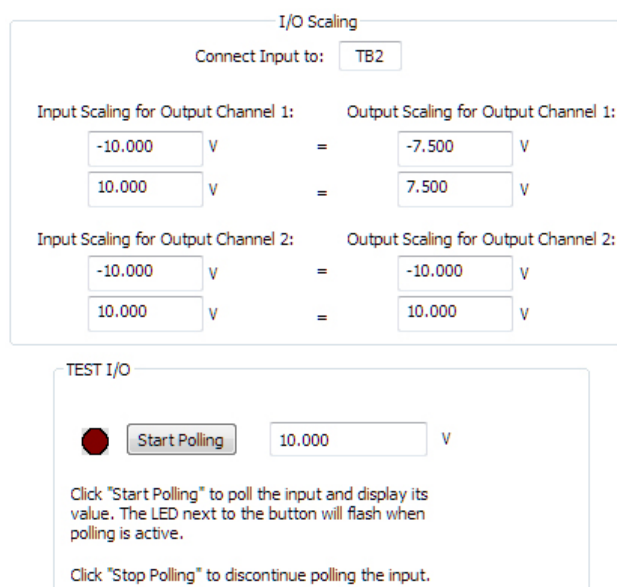 I/O Scaling
Connect Input to: TB2
Input Scaling for Output Channel 1: Output Scaling for Output Channel 1:
-10.000 V = -7.500 V
10.000 V = 7.500 V
Input Scaling for Output Channel 2: Output Scaling for Output Channel 2:
-10.000 V = -10.000 V
10.000 V = 10.000 V
TEST I/O
Start Polling 10.000 V
Click "Start Polling" to poll the input and display its
value. The LED next to the button will flash when
polling is active.
Click "Stop Polling" to discontinue polling the input.